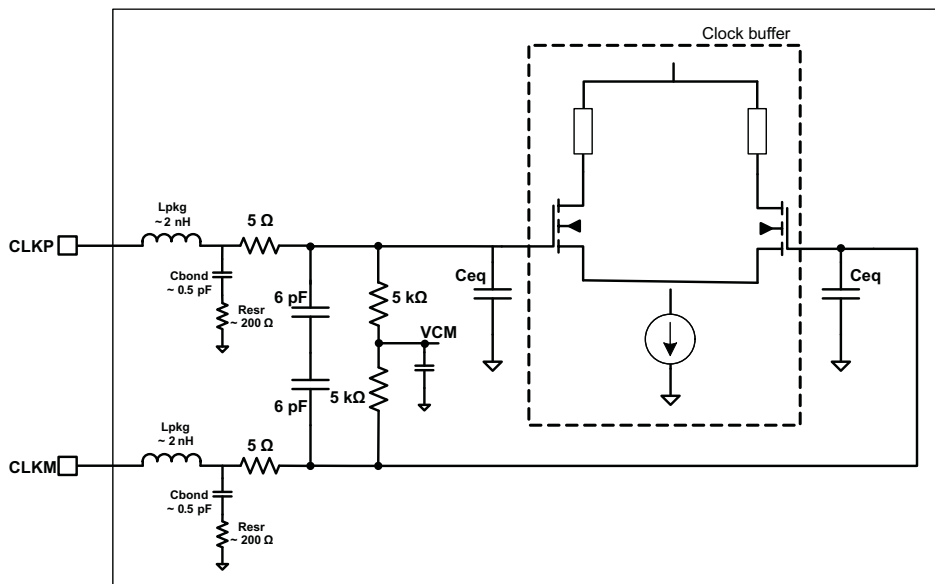 Clock buffer
Lpkg
~ 2 nH
5 Ω
CLKP
Cbond
~ 0.5 pF
Resr
~ 200 Ω
6 pF
5 kΩ
Ceq
Ceq
VCM
6 pF
5 kΩ
Lpkg
~ 2 nH
5 Ω
CLKM
Cbond
~ 0.5 pF
Resr
~ 200 Ω